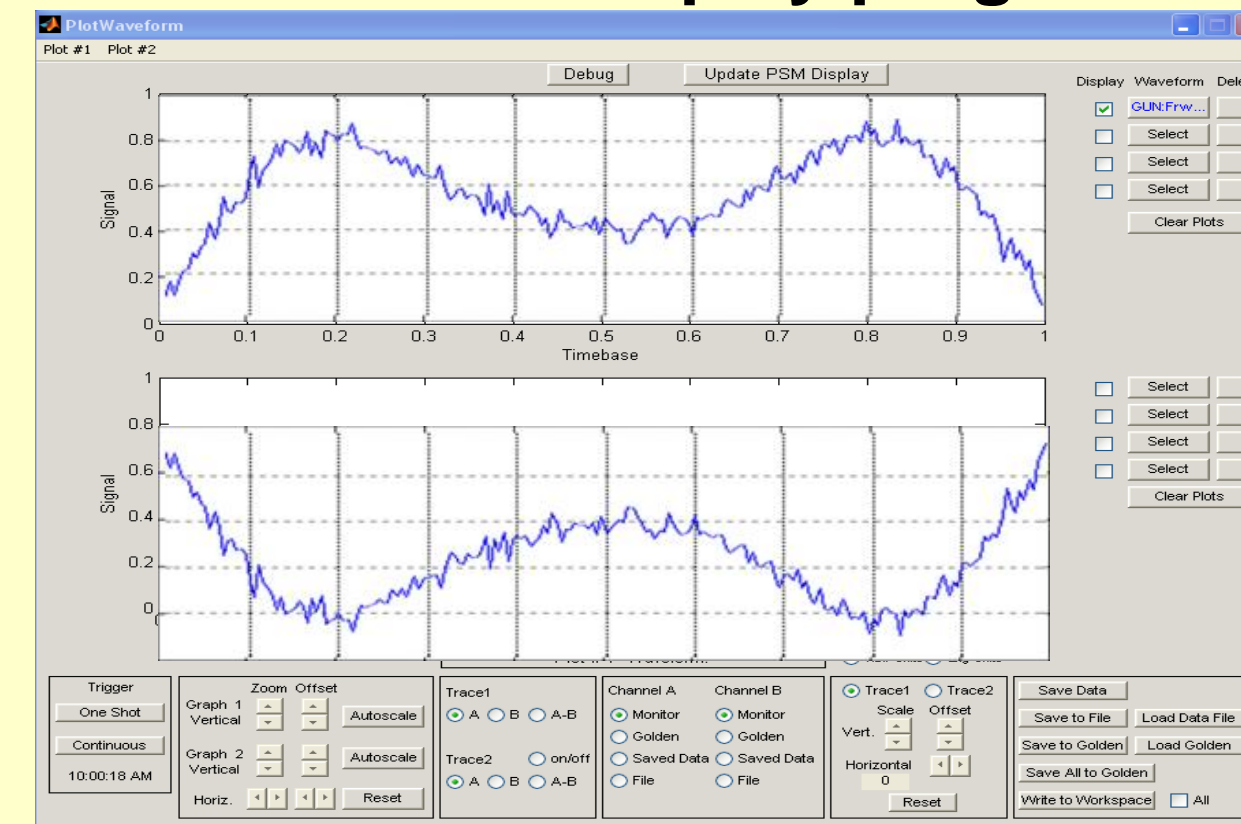 PlotWaveform
Plot #1 Plot #2
Debug Update PSM Display
Display Waveform
GUN:Frw...
Select
Select
Select
Clear Plots
1
0.8
0.6
0.4
0.2
0
Signal
0 0.1 0.2 0.3 0.4 0.5 0.6 0.7 0.8 0.9 1
Timebase
1
0.8
0.6
0.4
0.2
0
Signal
Select
Select
Select
Select
Clear Plots
Trigger
One Shot
Continuous
10:00:18 AM
Zoom Offset
Graph 1
Vertical
Autoscale
Graph 2
Vertical
Autoscale
Horiz. Reset
Trace1
A B A-B
Trace2 on/off
A B A-B
Channel A Channel B
Monitor Monitor
Golden Golden
Saved Data Saved Data
File File
Trace1 Trace2
Scale Offset
Vert.
Horizontal
0
Reset
Save Data
Save to File Load Data File
Save to Golden Load Golden
Save All to Golden
Write to Workspace All